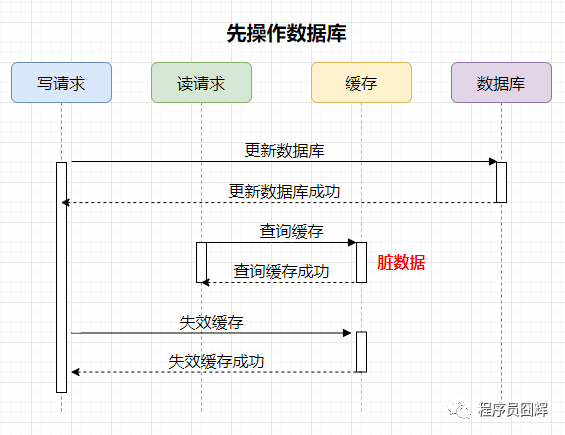 先操作数据库
写请求
读请求
缓存
数据库
更新数据库
更新数据库成功
查询缓存
脏数据
查询缓存成功
失效缓存
失效缓存成功
程序员囧辉